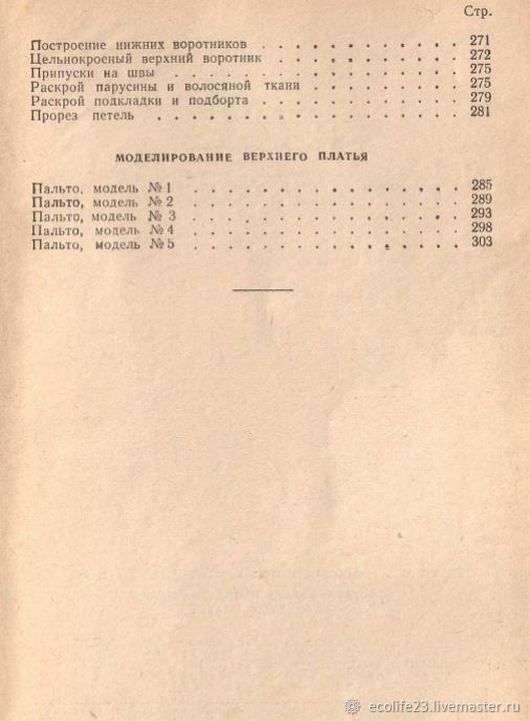 Стр.
Построение нижних воротников . . . . . . . . . . 271
Цельнокроеный верхний воротник . . . . . . . . . 272
Припуски на швы . . . . . . . . . . . . . . 275
Раскрой парусины и волосяной ткани . . . . . . . 275
Раскрой подкладки и подборта . . . . . . . . . . 279
Прорез петель . . . . . . . . . . . . . . . 281
МОДЕЛИРОВАНИЕ ВЕРХНЕГО ПЛАТЬЯ
Пальто, модель № 1 . . . . . . . . . . . . . 285
Пальто, модель № 2 . . . . . . . . . . . . . 289
Пальто, модель № 3 . . . . . . . . . . . . . 293
Пальто, модель № 4 . . . . . . . . . . . . . 298
Пальто, модель № 5 . . . . . . . . . . . . . 303
ecolife23.livemaster.ru